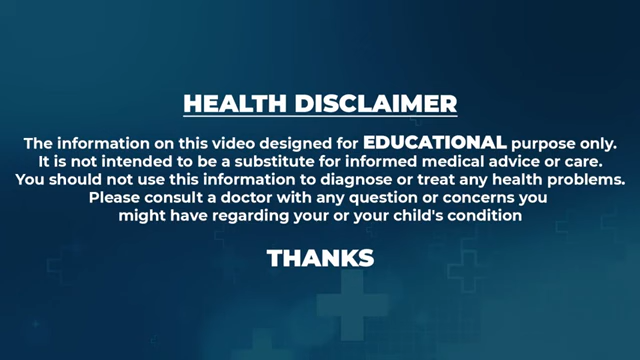 HEALTH DISCLAIMER
The information on this video designed for EDUCATIONAL purpose only.
It is not intended to be a substitute for informed medical advice or care.
You should not use this information to diagnose or treat any health problems.
Please consult a doctor with any question or concerns you
might have regarding your or your child's condition
THANKS